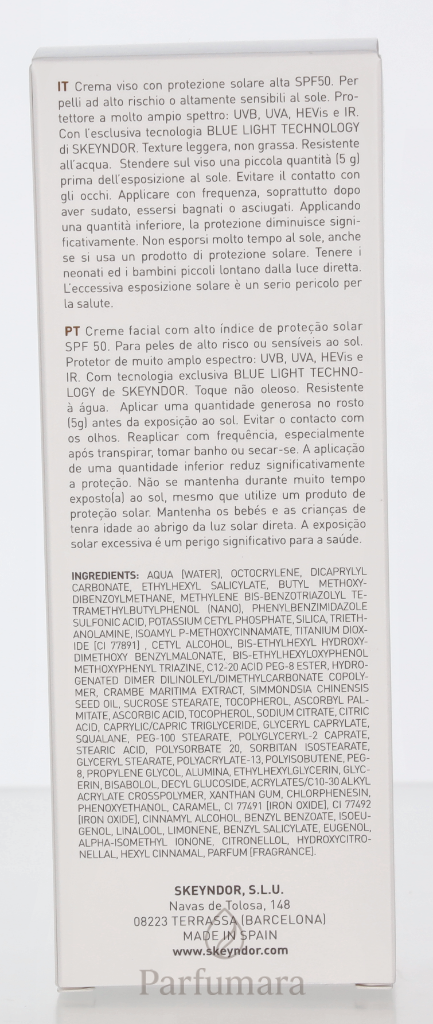 IT Crema viso con protezione solare alta SPF50. Per
pelli ad alto rischio o altamente sensibili al sole. Pro-
tettore a molto ampio spettro: UVB, UVA, HEVis e IR.
Con l'esclusiva tecnologia BLUE LIGHT TECHNOLOGY
di SKEYNDOR. Texture leggera, non grassa. Resistente
all'acqua. Stendere sul viso una piccola quantità (5 g)
prima dell'esposizione al sole. Evitare il contatto con
gli occhi. Applicare con frequenza, soprattutto dopo
aver sudato, essersi bagnati o asciugati. Applicando
una quantità inferiore, la protezione diminuisce signi-
ficativamente. Non esporsi molto tempo al sole, anche
se si usa un prodotto di protezione solare. Tenere i
neonati ed i bambini piccoli lontano dalla luce diretta.
L'eccessiva esposizione solare è un serio pericolo per
la salute.
PT Creme facial com alto índice de proteção solar
SPF 50. Para peles de alto risco ou sensíveis ao sol.
Protetor de muito amplo espectro: UVB, UVA, HEVis e
IR. Com tecnologia exclusiva BLUE LIGHT TECHNO-
LOGY de SKEYNDOR. Toque não oleoso. Resistente
à água. Aplicar uma quantidade generosa no rosto
(5g) antes da exposição ao sol. Evitar o contacto com
os olhos. Reaplicar com frequência, especialmente
após transpirar, tomar banho ou secar-se. A aplicação
de uma quantidade inferior reduz significativamente
a proteção. Não se mantenha durante muito tempo
exposto(a) ao sol, mesmo que utilize um produto de
proteção solar. Mantenha os bebés e as crianças de
tenra idade ao abrigo da luz solar direta. A exposição
solar excessiva é um perigo significativo para a saúde.
INGREDIENTS: AQUA (WATER), OCTOCRYLENE, DICAPRYLYL
CARBONATE, ETHYLHEXYL SALICYLATE, BUTYL METHOXY-
DIBENZOYLMETHANE, METHYLENE BIS-BENZOTRIAZOLYL TE-
TRAMETHYLBUTYLPHENOL (NANO), PHENYLBENZIMIDAZOLE
SULFONIC ACID, POTASSIUM CETYL PHOSPHATE, SILICA, TRIETH-
ANOLAMINE, ISOAMYL P-METHOXYCINNAMATE, TITANIUM DIOX-
IDE (CI 77891) , CETYL ALCOHOL, BIS-ETHYLHEXYL HYDROXY-
DIMETHOXY BENZYLMALONATE, BIS-ETHYLHEXYLOXYPHENOL
METHOXYPHENYL TRIAZINE, C12-20 ACID PEG-8 ESTER, HYDRO-
GENATED DIMER DILINOLEYL/DIMETHYLCARBONATE COPOLY-
MER, CRAMBE MARITIMA EXTRACT, SIMMONDSIA CHINENSIS
SEED OIL, SUCROSE STEARATE, TOCOPHEROL, ASCORBYL PAL-
MITATE, ASCORBIC ACID, TOCOPHEROL, SODIUM CITRATE, CITRIC
ACID, CAPRYLIC/CAPRIC TRIGLYCERIDE, GLYCERYL CAPRYLATE,
SQUALANE, PEG-100 STEARATE, POLYGLYCERYL-2 CAPRATE,
STEARIC ACID, POLYSORBATE 20, SORBITAN ISOSTEARATE,
GLYCERYL STEARATE, POLYACRYLATE-13, POLYISOBUTENE, PEG-
8, PROPYLENE GLYCOL, ALUMINA, ETHYLHEXYLGLYCERIN, GLYC-
ERIN, BISABOLOL, DECYL GLUCOSIDE, ACRYLATES/C10-30 ALKYL
ACRYLATE CROSSPOLYMER, XANTHAN GUM, CHLORPHENESIN,
PHENOXYETHANOL, CARAMEL, CI 77491 (IRON OXIDE), CI 77492
(IRON OXIDE), CINNAMYL ALCOHOL, BENZYL BENZOATE, ISOEU-
GENOL, LINALOOL, LIMONENE, BENZYL SALICYLATE, EUGENOL,
ALPHA-ISOMETHYL IONONE, CITRONELLOL, HYDROXYCITRO-
NELLAL, HEXYL CINNAMAL, PARFUM (FRAGRANCE).
SKEYNDOR, S.L.U.
Navas de Tolosa, 148
08223 TERRASSA (BARCELONA)
MADE IN SPAIN
www.skeyndor.com
Parfumara